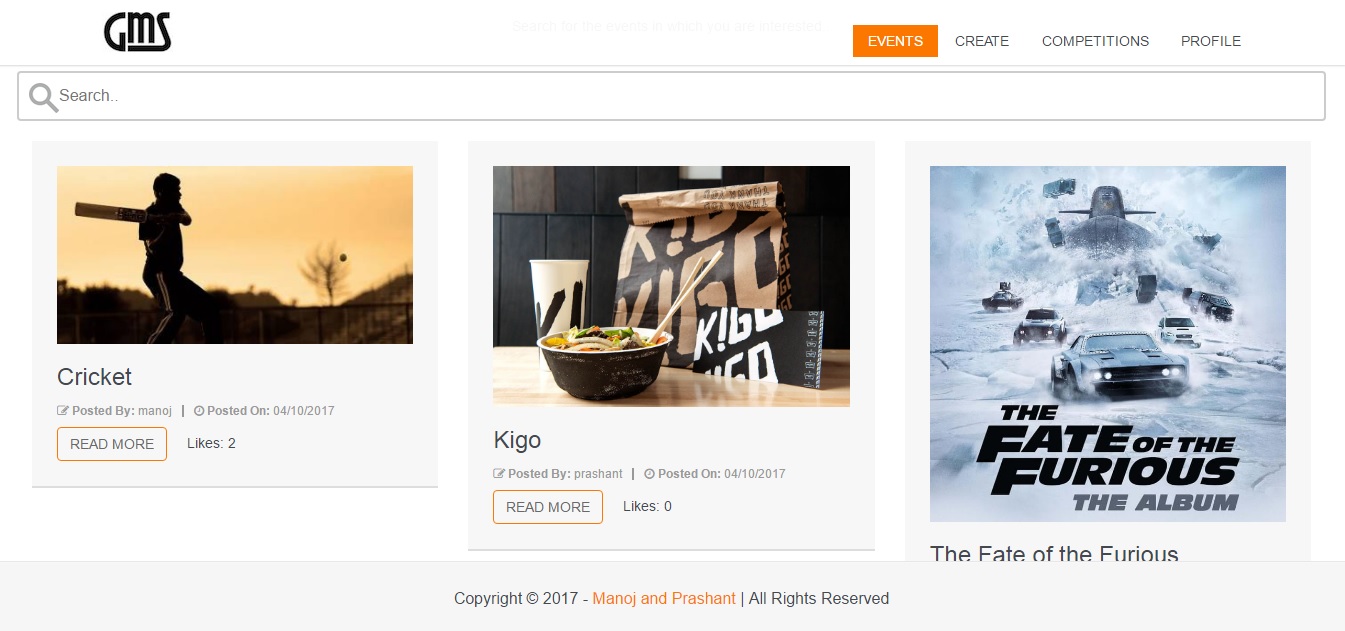 GMS
Search for the events in which you are interested
EVENTS CREATE COMPETITIONS PROFILE
Search..
K!GO
K!GO
K!GO
Cricket
Posted By: manoj | Posted On: 04/10/2017
READ MORE Likes: 2
Kigo
Posted By: prashant | Posted On: 04/10/2017
READ MORE Likes: 0
THE
FATE OF THE
FURIOUS
THE ALBUM
The Fate of the Furious
Copyright © 2017 - Manoj and Prashant | All Rights Reserved